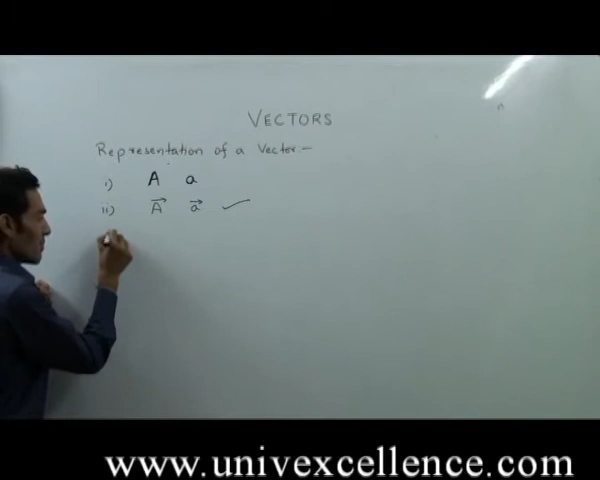 VECTORS
Representation of a Vector:-
i) A a
ii) A⃗ a⃗ ✓
www.univexcellence.com